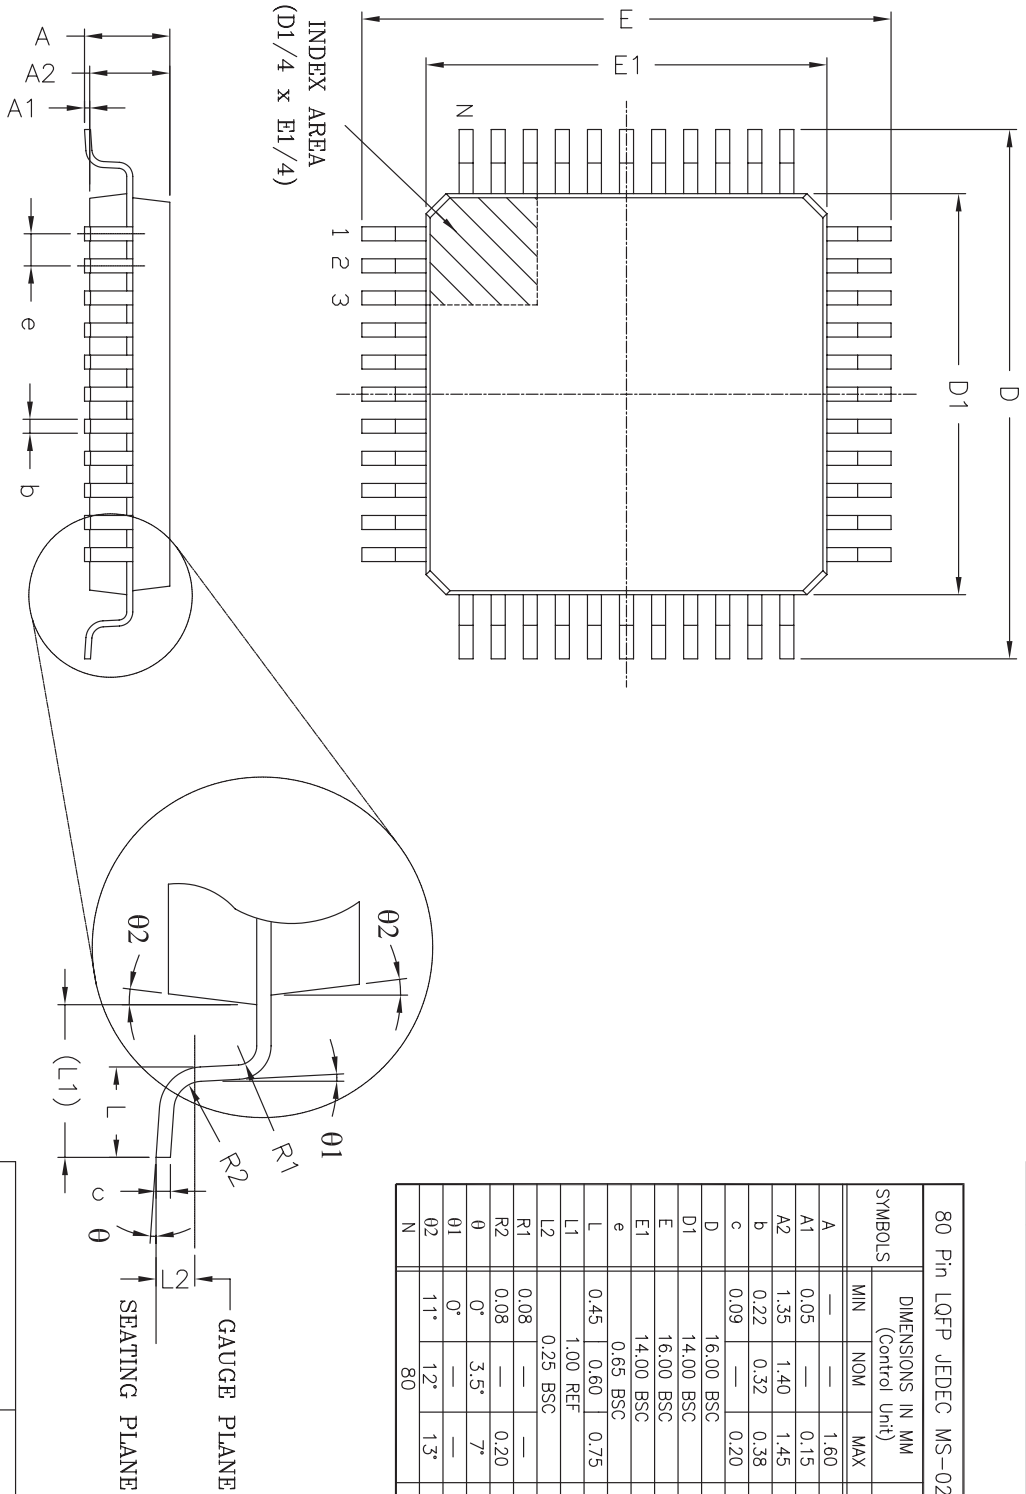 A
A2
A1
e
b
INDEX AREA
(D1/4 x E1/4)
E
E1
N
1
2
3
D1
D
θ2
θ2
(L1)
L
R1
R2
θ1
c
θ
L2
GAUGE PLANE
SEATING PLANE
80 Pin LQFP JEDEC MS-02
SYMBOLS
DIMENSIONS IN MM
(Control Unit)
MIN NOM MAX
A — — 1.60
A1 0.05 — 0.15
A2 1.35 1.40 1.45
b 0.22 0.32 0.38
c 0.09 — 0.20
D 16.00 BSC
D1 14.00 BSC
E 16.00 BSC
E1 14.00 BSC
e 0.65 BSC
L 0.45 0.60 0.75
L1 1.00 REF
L2 0.25 BSC
R1 0.08 — —
R2 0.08 — 0.20
θ 0° 3.5° 7°
θ1 0° — —
θ2 11° 12° 13°
N 80